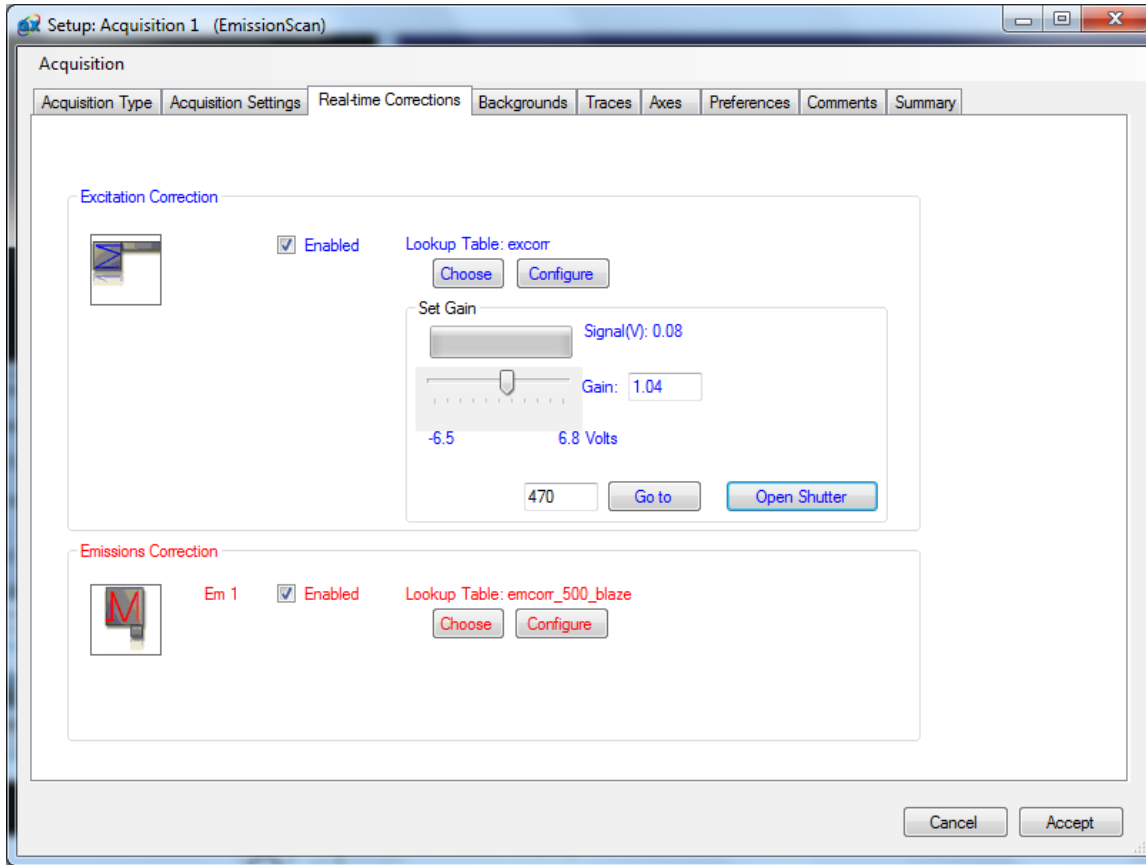 Setup: Acquisition 1 (EmissionScan)
Acquisition
Acquisition Type Acquisition Settings Real-time Corrections Backgrounds Traces Axes Preferences Comments Summary
Excitation Correction
Enabled Lookup Table: excorr
Choose Configure
Set Gain
Signal(V): 0.08
Gain: 1.04
-6.5 6.8 Volts
470 Go to Open Shutter
Emissions Correction
Em 1 Enabled Lookup Table: emcorr_500_blaze
Choose Configure
Cancel Accept